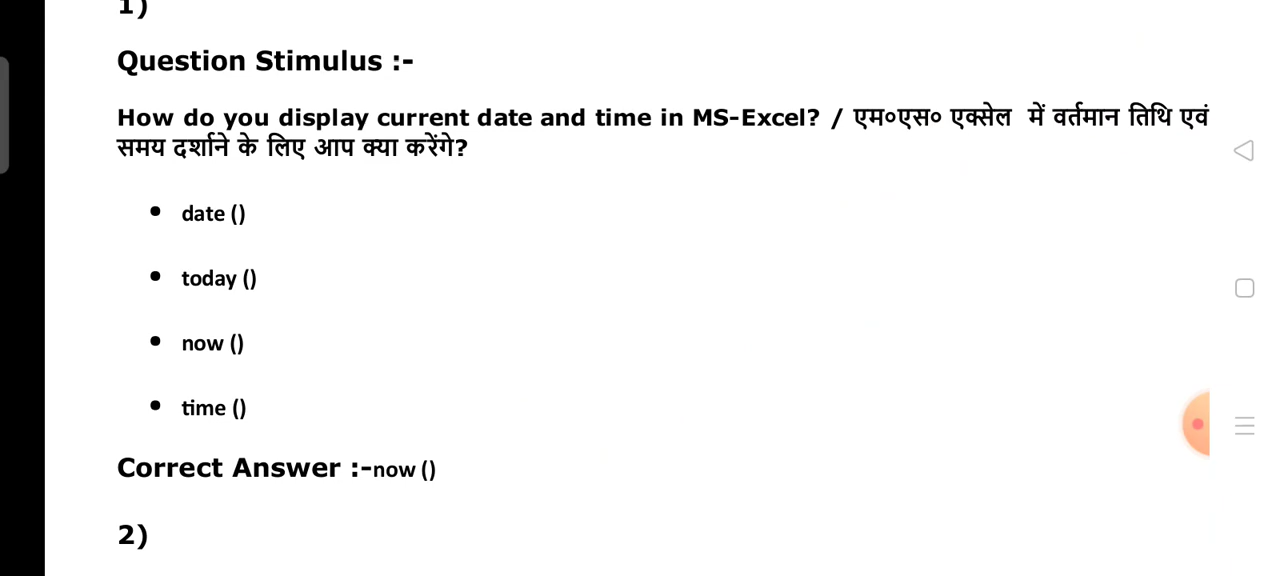 1)
Question Stimulus :-
How do you display current date and time in MS-Excel? / एम०एस० एक्सेल में वर्तमान तिथि एवं
समय दर्शाने के लिए आप क्या करेंगे?
• date ()
• today ()
• now ()
• time ()
Correct Answer :-now ()
2)